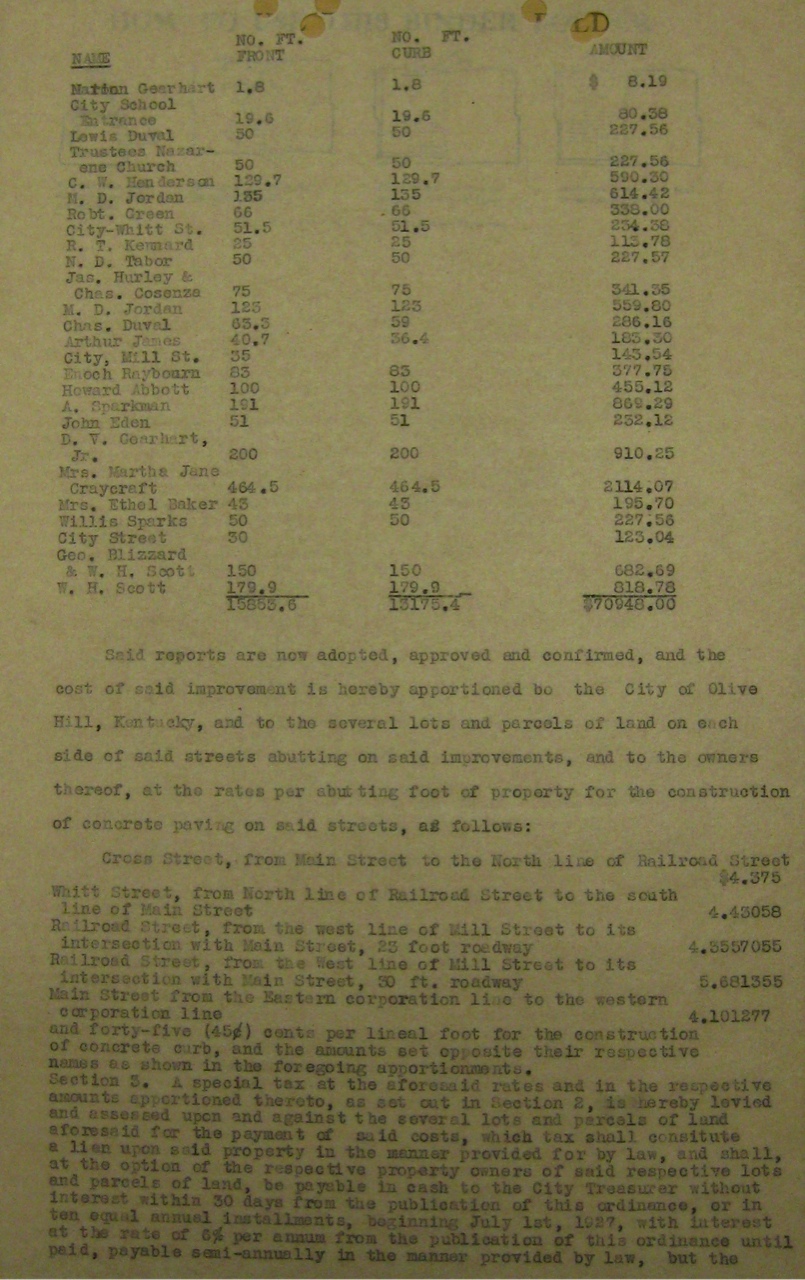 NO. FT. NO. FT.
NAME FRONT CURB AMOUNT
Nation Gearhart 1.8 1.8 $ 8.19
City School
Entrance 19.6 19.6 80.38
Lewis Duval 50 50 227.56
Trustees Nazar-
ene Church 50 50 227.56
C. W. Henderson 129.7 129.7 590.30
M. D. Jordan 135 135 614.42
Robt. Green 66 66 338.00
City-Whitt St. 51.5 51.5 234.38
R. T. Kennard 25 25 113.78
N. D. Tabor 50 50 227.57
Jas. Hurley &
Chas. Cosenza 75 75 341.35
M. D. Jordan 123 123 559.80
Chas. Duval 63.3 59 286.16
Arthur James 40.7 36.4 183.30
City, Mill St. 35 143.54
Enoch Raybourn 83 83 377.75
Howard Abbott 100 100 455.12
A. Sparkman 191 191 869.29
John Eden 51 51 232.12
D. V. Gearhart,
Jr. 200 200 910.25
Mrs. Martha Jane
Craycraft 464.5 464.5 2114.07
Mrs. Ethel Baker 43 43 195.70
Willis Sparks 50 50 227.56
City Street 30 123.04
Geo. Blizzard
& W. H. Scott 150 150 682.69
W. H. Scott 179.9 179.9 818.78
15853.6 13175.4 $70948.00
Said reports are now adopted, approved and confirmed, and the
cost of said improvement is hereby apportioned bo the City of Olive
Hill, Kentucky, and to the several lots and parcels of land on each
side of said streets abutting on said improvements, and to the owners
thereof, at the rates per abutting foot of property for the construction
of concrete paving on said streets, as follows:
Cross Street, from Main Street to the North line of Railroad Street
$4.375
Whitt Street, from North line of Railroad Street to the south
line of Main Street 4.43058
Railroad Street, from the west line of Mill Street to its
intersection with Main Street, 23 foot roadway 4.3557055
Railroad Street, from the West line of Mill Street to its
intersection with Main Street, 30 ft. roadway 5.681355
Main Street from the Eastern corporation line to the western
corporation line 4.101277
and forty-five (45¢) cents per lineal foot for the construction
of concrete curb, and the amounts set opposite their respective
names as shown in the foregoing apportionments.
Section 3. A special tax at the aforesaid rates and in the respective
amounts apportioned thereto, as set out in Section 2, is hereby levied
and assessed upon and against the several lots and parcels of land
aforesaid for the payment of said costs, which tax shall consitute
a lien upon said property in the manner provided for by law, and shall,
at the option of the respective property owners of said respective lots
and parcels of land, be payable in cash to the City Treasurer without
interest within 30 days from the publication of this ordinance, or in
ten equal annual installments, beginning July 1st, 1927, with interest
at the rate of 6% per annum from the publication of this ordinance until
paid, payable semi-annually in the manner provided by law, but the